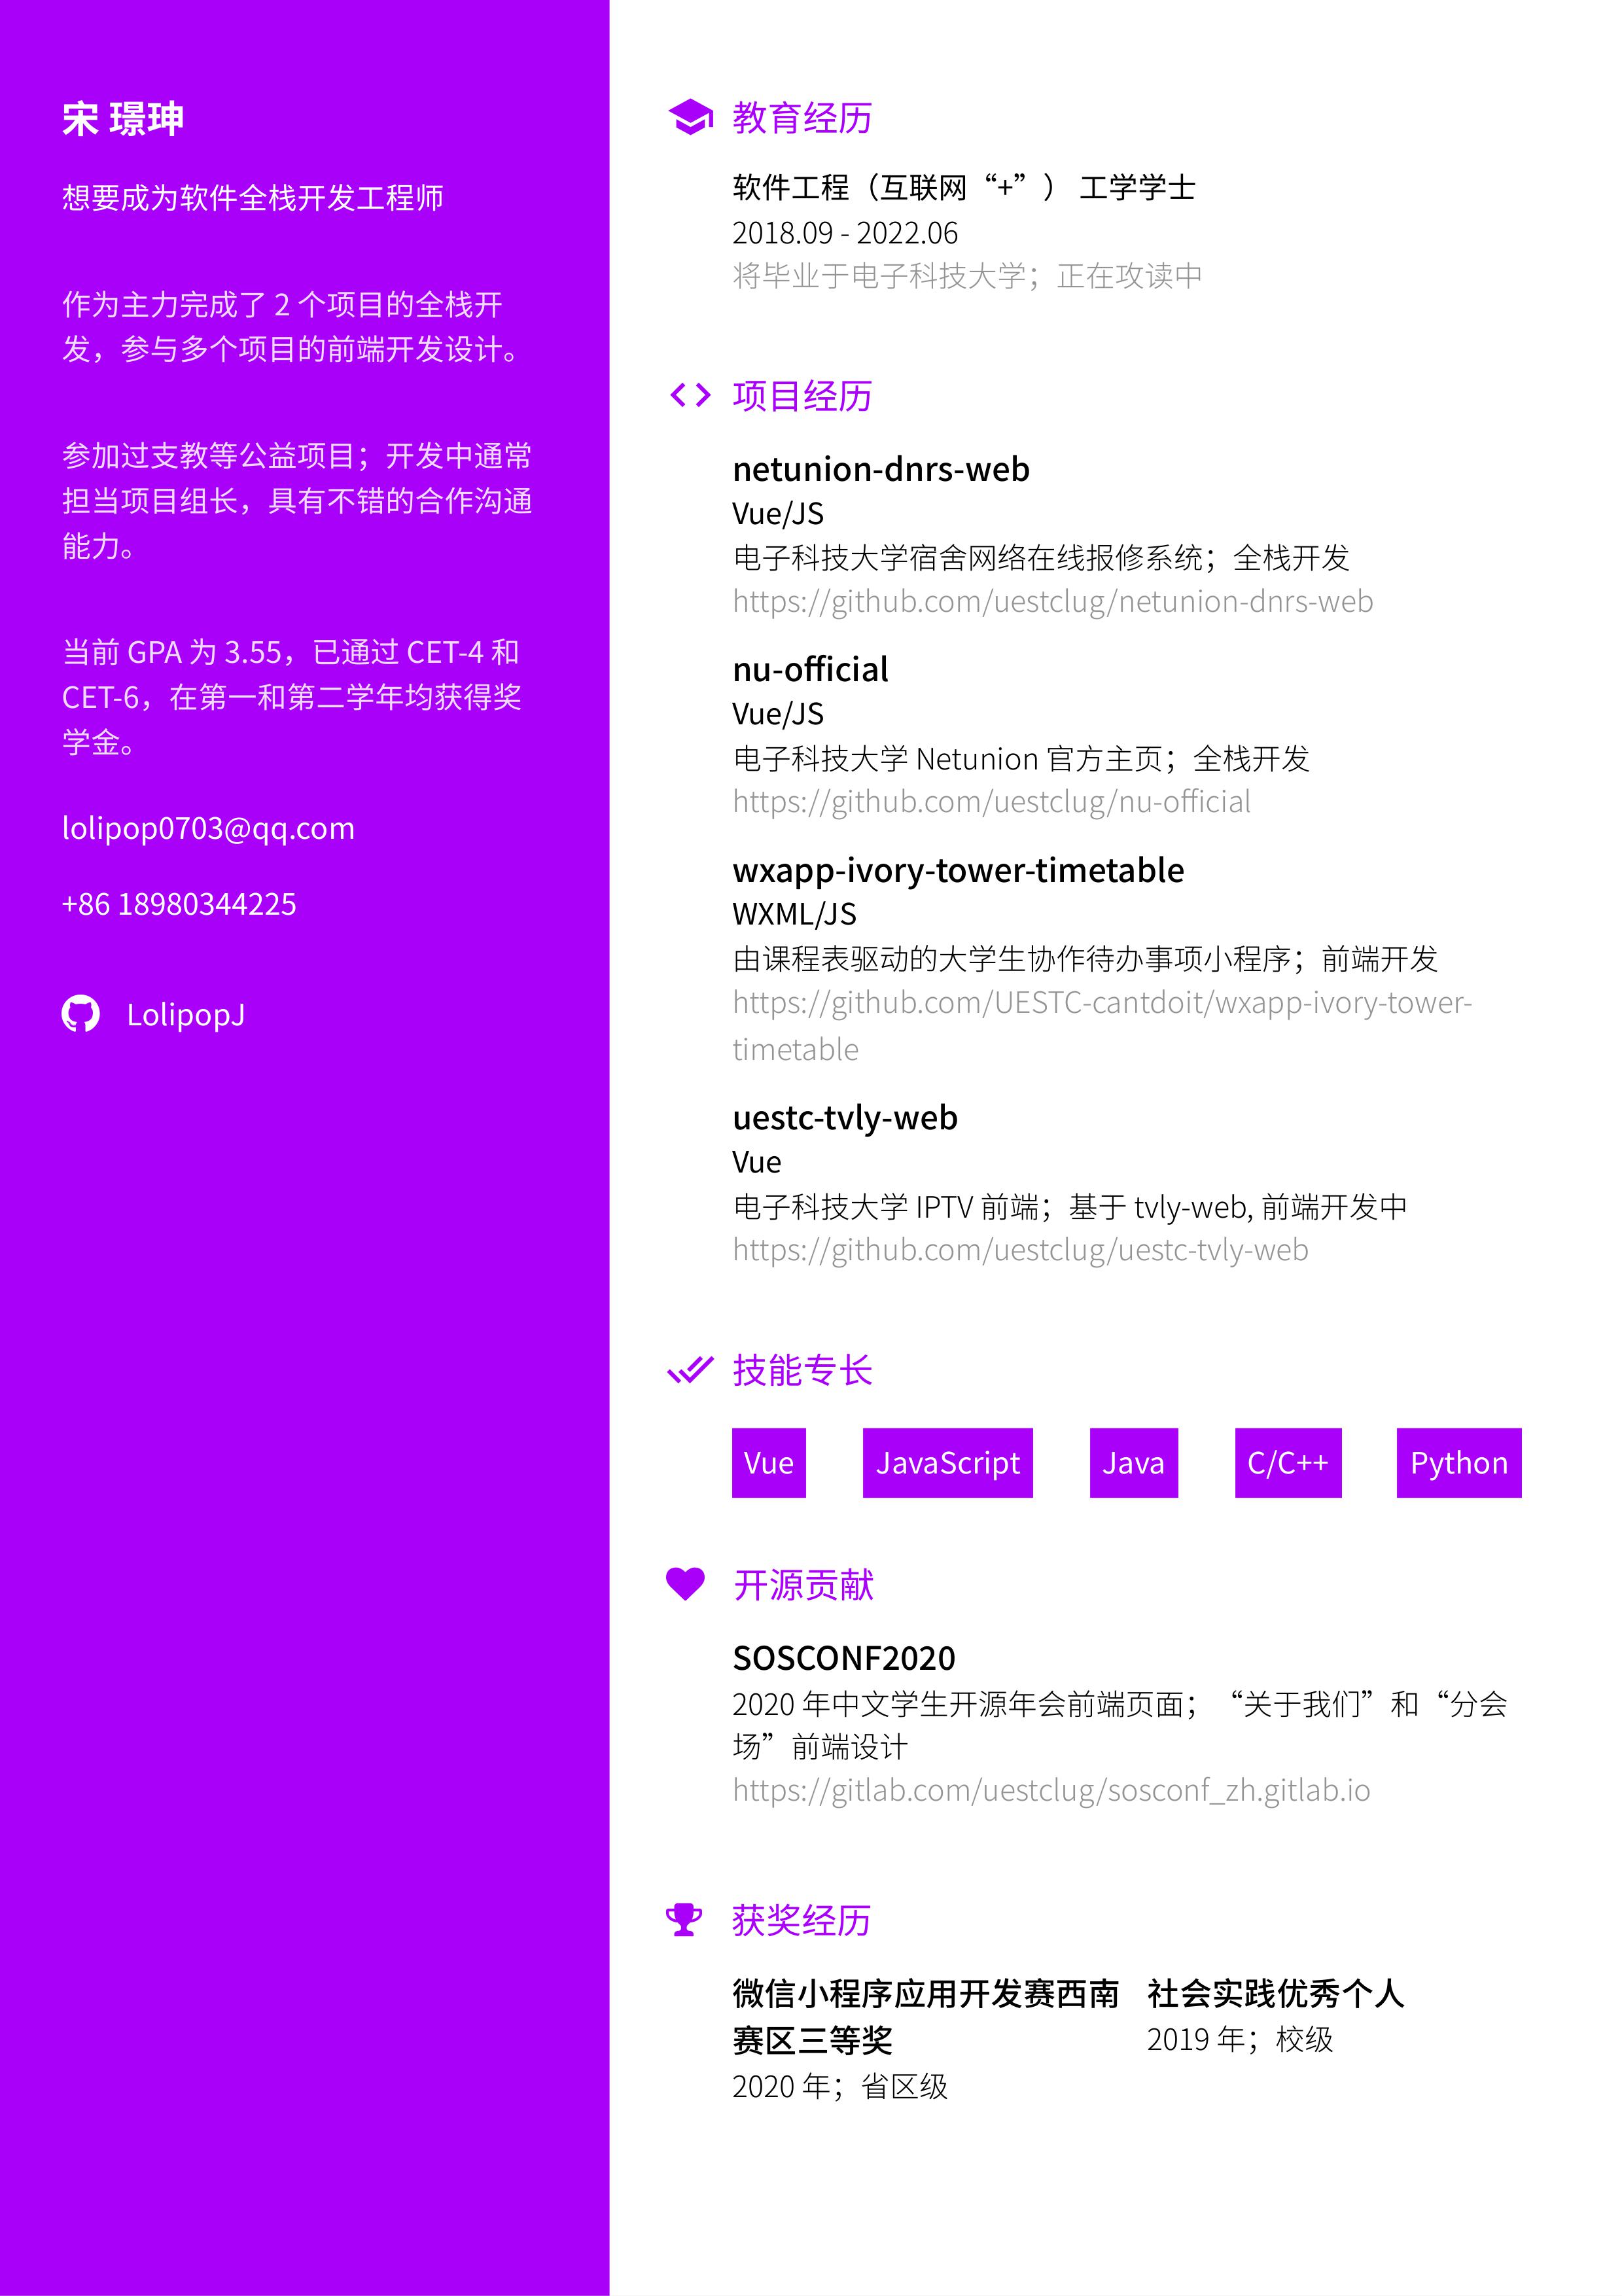 宋 璟珅
想要成为软件全栈开发工程师
作为主力完成了 2 个项目的全栈开
发，参与多个项目的前端开发设计。
参加过支教等公益项目；开发中通常
担当项目组长，具有不错的合作沟通
能力。
当前 GPA 为 3.55，已通过 CET-4 和
CET-6，在第一和第二学年均获得奖
学金。
lolipop0703@qq.com
+86 18980344225
LolipopJ
教育经历
软件工程（互联网“+”） 工学学士
2018.09 - 2022.06
将毕业于电子科技大学；正在攻读中
项目经历
netunion-dnrs-web
Vue/JS
电子科技大学宿舍网络在线报修系统；全栈开发
https://github.com/uestclug/netunion-dnrs-web
nu-official
Vue/JS
电子科技大学 Netunion 官方主页；全栈开发
https://github.com/uestclug/nu-official
wxapp-ivory-tower-timetable
WXML/JS
由课程表驱动的大学生协作待办事项小程序；前端开发
https://github.com/UESTC-cantdoit/wxapp-ivory-tower-
timetable
uestc-tvly-web
Vue
电子科技大学 IPTV 前端；基于 tvly-web, 前端开发中
https://github.com/uestclug/uestc-tvly-web
技能专长
Vue JavaScript Java C/C++ Python
开源贡献
SOSCONF2020
2020 年中文学生开源年会前端页面；“关于我们”和“分会
场”前端设计
https://gitlab.com/uestclug/sosconf_zh.gitlab.io
获奖经历
微信小程序应用开发赛西南
赛区三等奖
2020 年；省区级
社会实践优秀个人
2019 年；校级